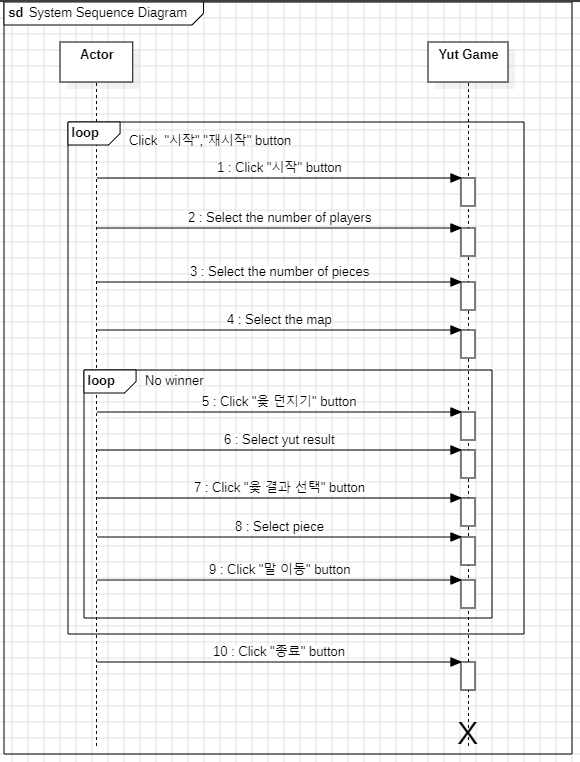 sd System Sequence Diagram
Actor
Yut Game
loop
Click "시작","재시작" button
1 : Click "시작" button
2 : Select the number of players
3 : Select the number of pieces
4 : Select the map
loop
No winner
5 : Click "윷 던지기" button
6 : Select yut result
7 : Click "윷 결과 선택" button
8 : Select piece
9 : Click "말 이동" button
10 : Click "종료" button